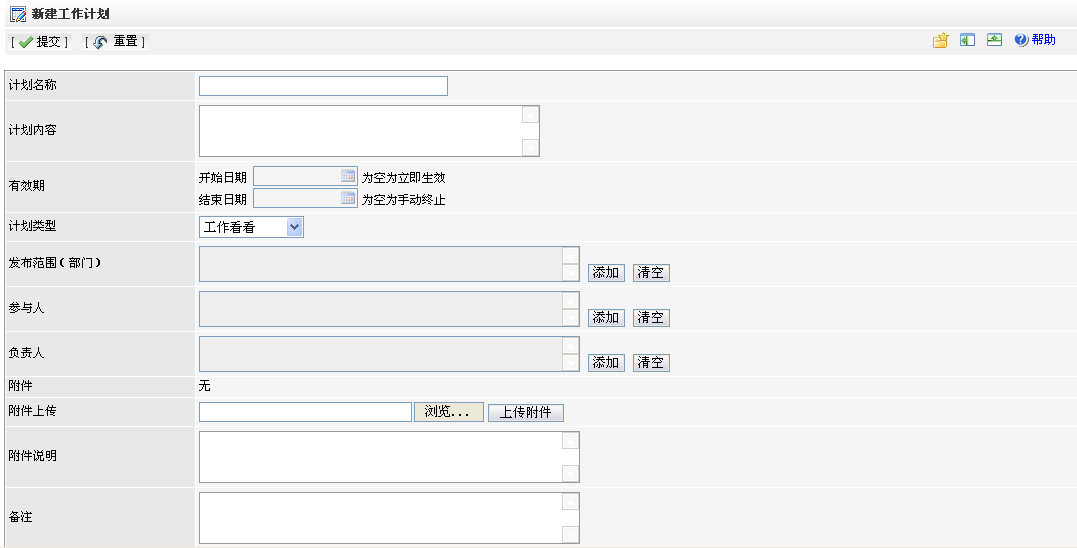 新建工作计划
[ 提交 ] [ 重置 ] 帮助
计划名称
计划内容
有效期
开始日期 为空为立即生效
结束日期 为空为手动终止
计划类型 工作看看
发布范围（部门） 添加 清空
参与人 添加 清空
负责人 添加 清空
附件 无
附件上传 浏览... 上传附件
附件说明
备注